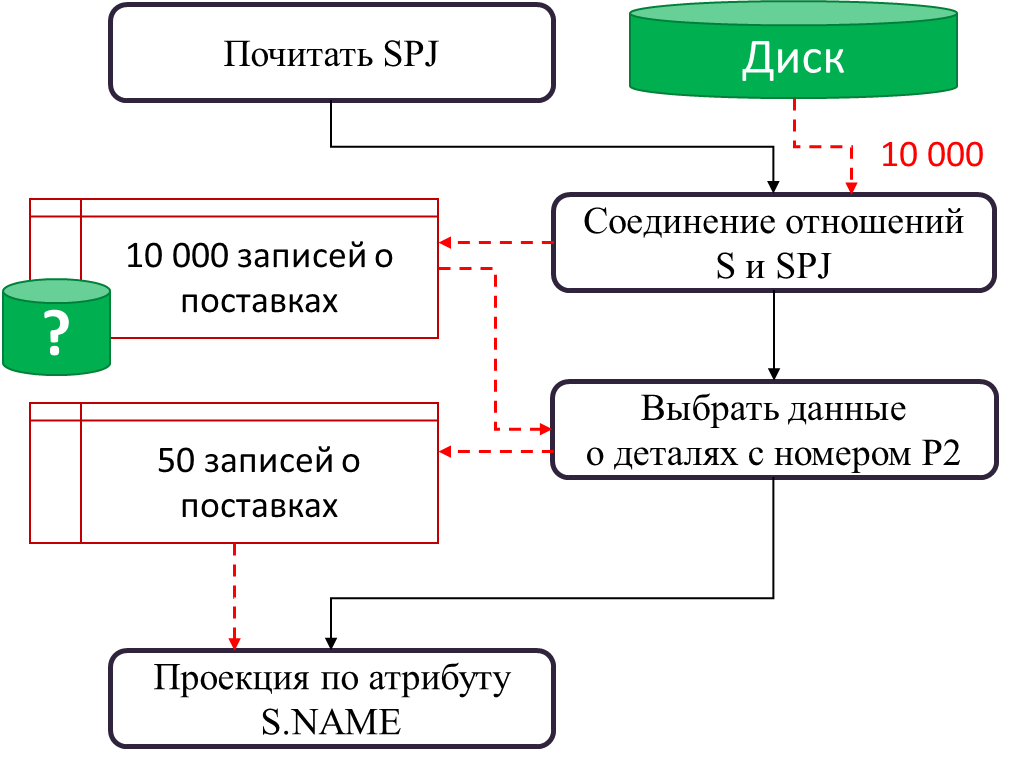 Почитать SPJ
Диск
10 000
Соединение отношений
S и SPJ
10 000 записей о
поставках
?
Выбрать данные
о деталях с номером P2
50 записей о
поставках
Проекция по атрибуту
S.NAME